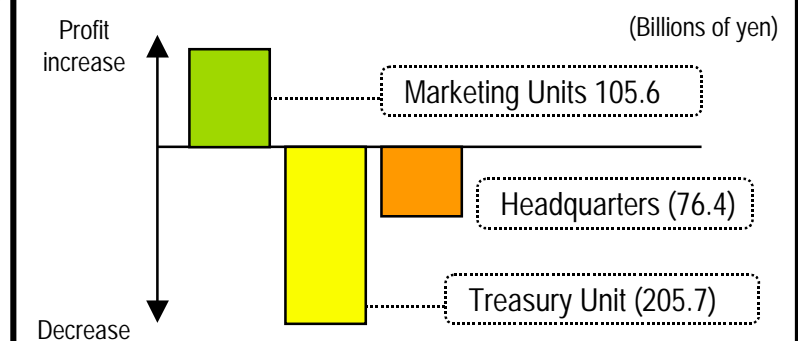 Profit
increase
(Billions of yen)
Marketing Units 105.6
Headquarters (76.4)
Treasury Unit (205.7)
Decrease